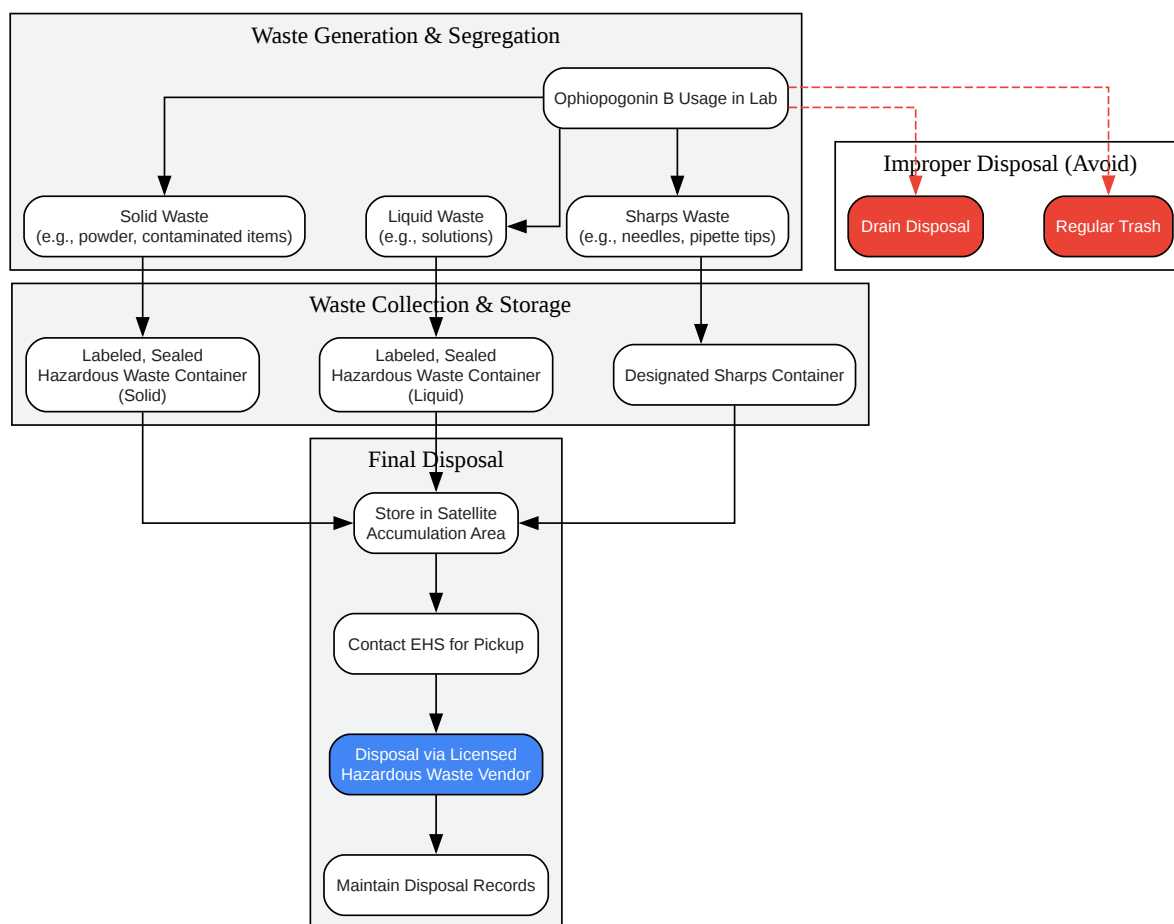 Waste Generation & Segregation
Ophiopogonin B Usage in Lab
Improper Disposal (Avoid)
Solid Waste
(e.g., powder, contaminated items)
Liquid Waste
(e.g., solutions)
Sharps Waste
(e.g., needles, pipette tips)
Drain Disposal
Regular Trash
Waste Collection & Storage
Labeled, Sealed
Hazardous Waste Container
(Solid)
Labeled, Sealed
Hazardous Waste Container
(Liquid)
Designated Sharps Container
Final Disposal
Store in Satellite
Accumulation Area
Contact EHS for Pickup
Disposal via Licensed
Hazardous Waste Vendor
Maintain Disposal Records